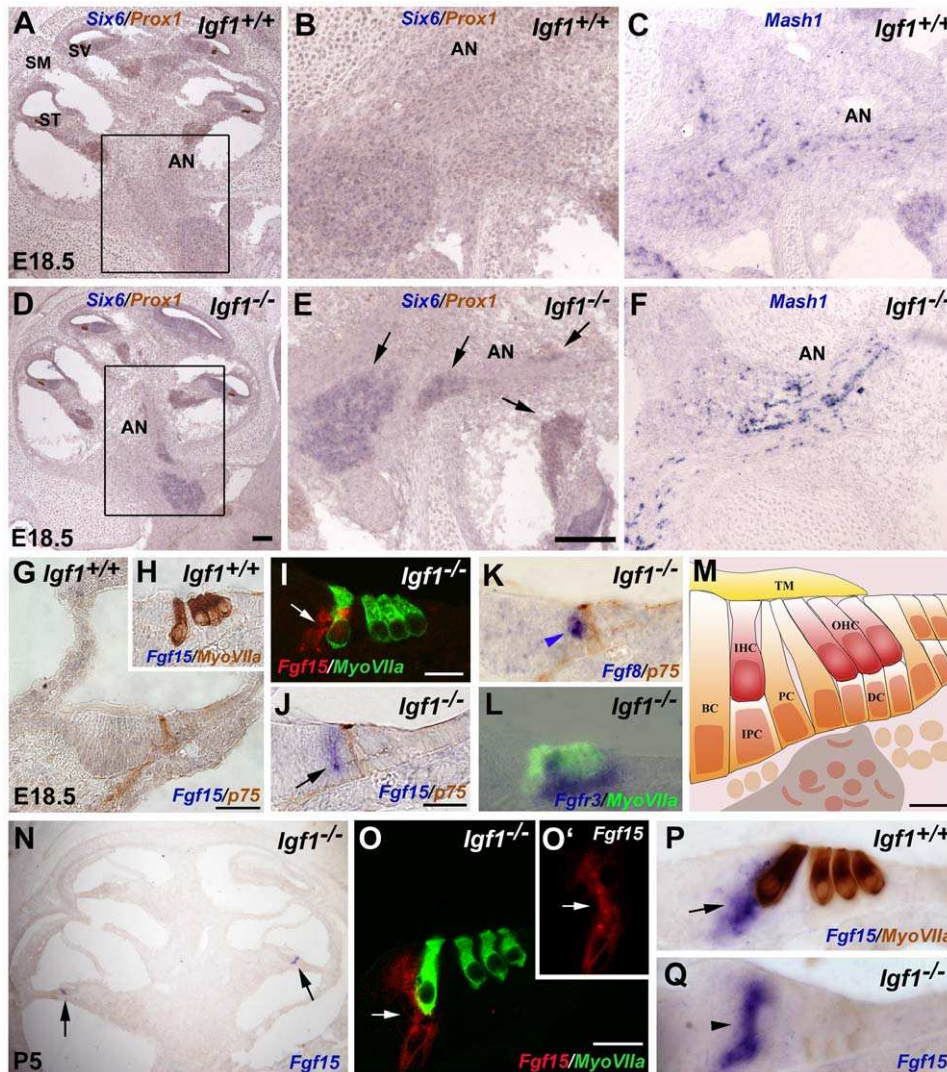 A Six6/Prox1 Igf1+/+
SV
SM
ST
AN
E18.5
B Six6/Prox1 Igf1+/+
AN
C Mash1 Igf1+/+
AN
D Six6/Prox1 Igf1-/-
AN
E18.5
E Six6/Prox1 Igf1-/-
AN
F Mash1 Igf1-/-
AN
G Igf1+/+
E18.5
Fgf15/p75
H Igf1+/+
Fgf15/MyoVIIa
I Igf1-/-
Fgf15/MyoVIIa
J Igf1-/-
Fgf15/p75
K Igf1-/-
Fgf8/p75
L Igf1-/-
Fgfr3/MyoVIIa
M
TM
IHC
OHC
PC
DC
BC
IPC
N Igf1-/-
P5
Fgf15
O Igf1-/-
Fgf15/MyoVIIa
O' Fgf15
P Igf1+/+
Fgf15/MyoVIIa
Q Igf1-/-
Fgf15